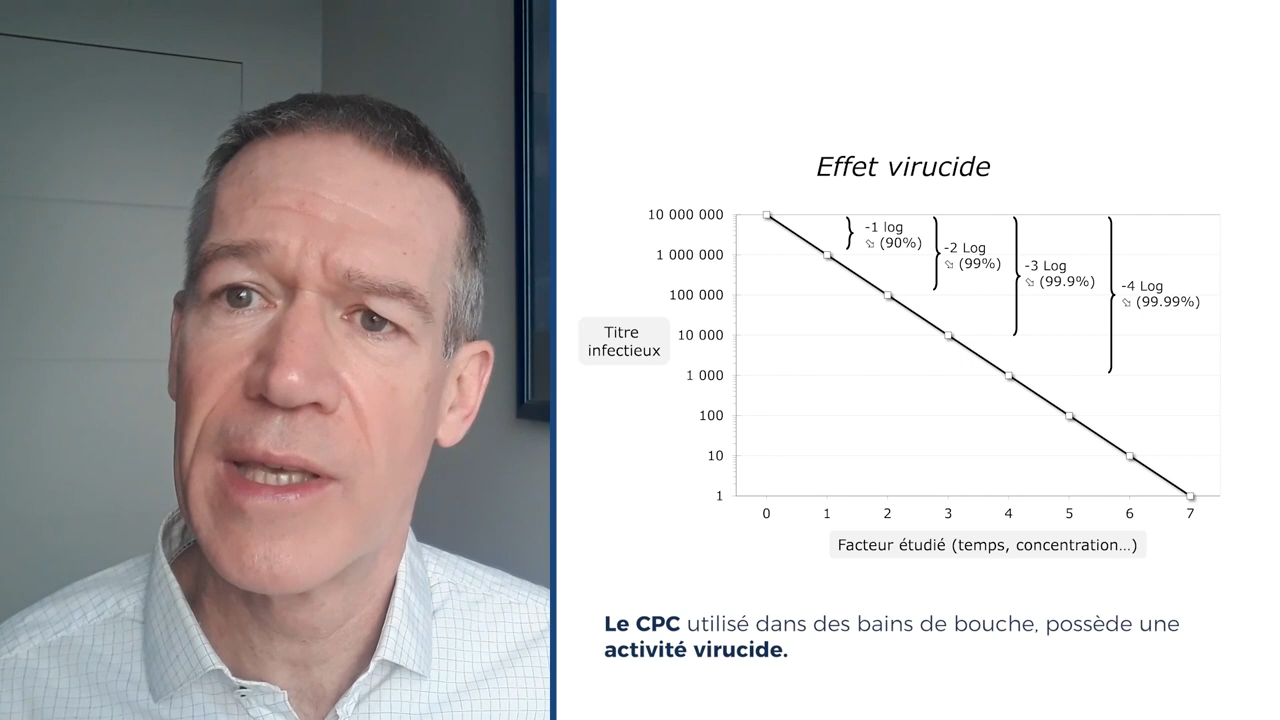 Effet virucide
10 000 000
1 000 000
100 000
10 000
1 000
100
10
1
-1 log
(90%)
-2 Log
(99%)
-3 Log
(99.9%)
-4 Log
(99.99%)
Titre
infectieux
0 1 2 3 4 5 6 7
Facteur étudié (temps, concentration...)
Le CPC utilisé dans des bains de bouche, possède une
activité virucide.